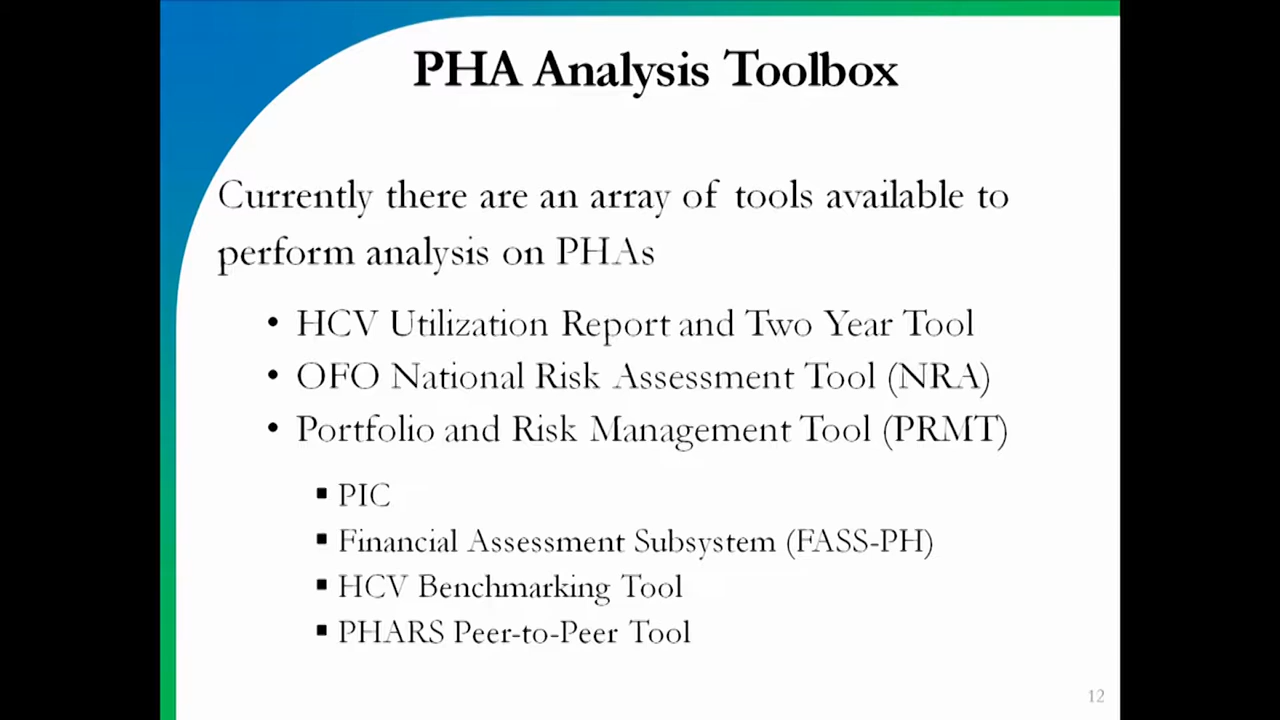 PHA Analysis Toolbox
Currently there are an array of tools available to
perform analysis on PHAs
• HCV Utilization Report and Two Year Tool
• OFO National Risk Assessment Tool (NRA)
• Portfolio and Risk Management Tool (PRMT)
▪ PIC
▪ Financial Assessment Subsystem (FASS-PH)
▪ HCV Benchmarking Tool
▪ PHARS Peer-to-Peer Tool
12